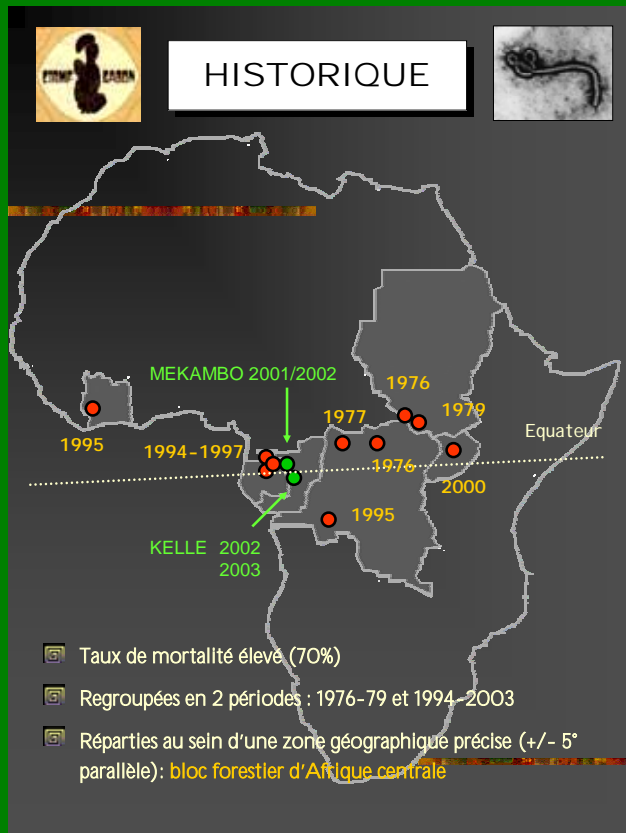 CIRMF GABON
HISTORIQUE
MEKAMBO 2001/2002
1976
1977
1979
1995
1994-1997
Equateur
1976
2000
1995
KELLE 2002
2003
Taux de mortalité élevé (70%)
Regroupées en 2 périodes : 1976-79 et 1994-2003
Réparties au sein d'une zone géographique précise (+/- 5°
parallèle): bloc forestier d'Afrique centrale